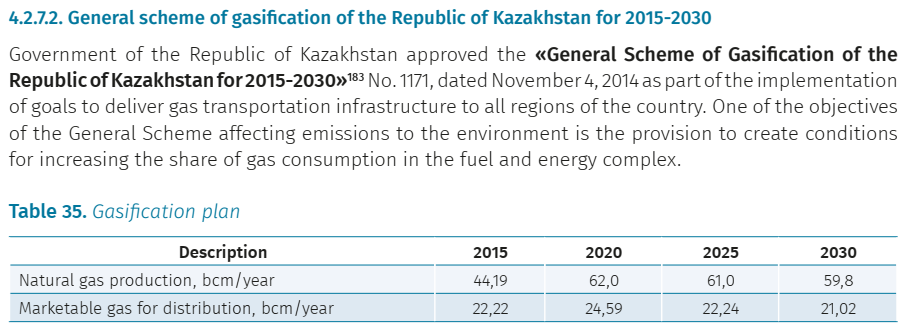 4.2.7.2. General scheme of gasification of the Republic of Kazakhstan for 2015-2030
Government of the Republic of Kazakhstan approved the «General Scheme of Gasification of the
Republic of Kazakhstan for 2015-2030»183 No. 1171, dated November 4, 2014 as part of the implementation
of goals to deliver gas transportation infrastructure to all regions of the country. One of the objectives
of the General Scheme affecting emissions to the environment is the provision to create conditions
for increasing the share of gas consumption in the fuel and energy complex.
Table 35. Gasification plan
Description 2015 2020 2025 2030
Natural gas production, bcm/year 44,19 62,0 61,0 59,8
Marketable gas for distribution, bcm/year 22,22 24,59 22,24 21,02